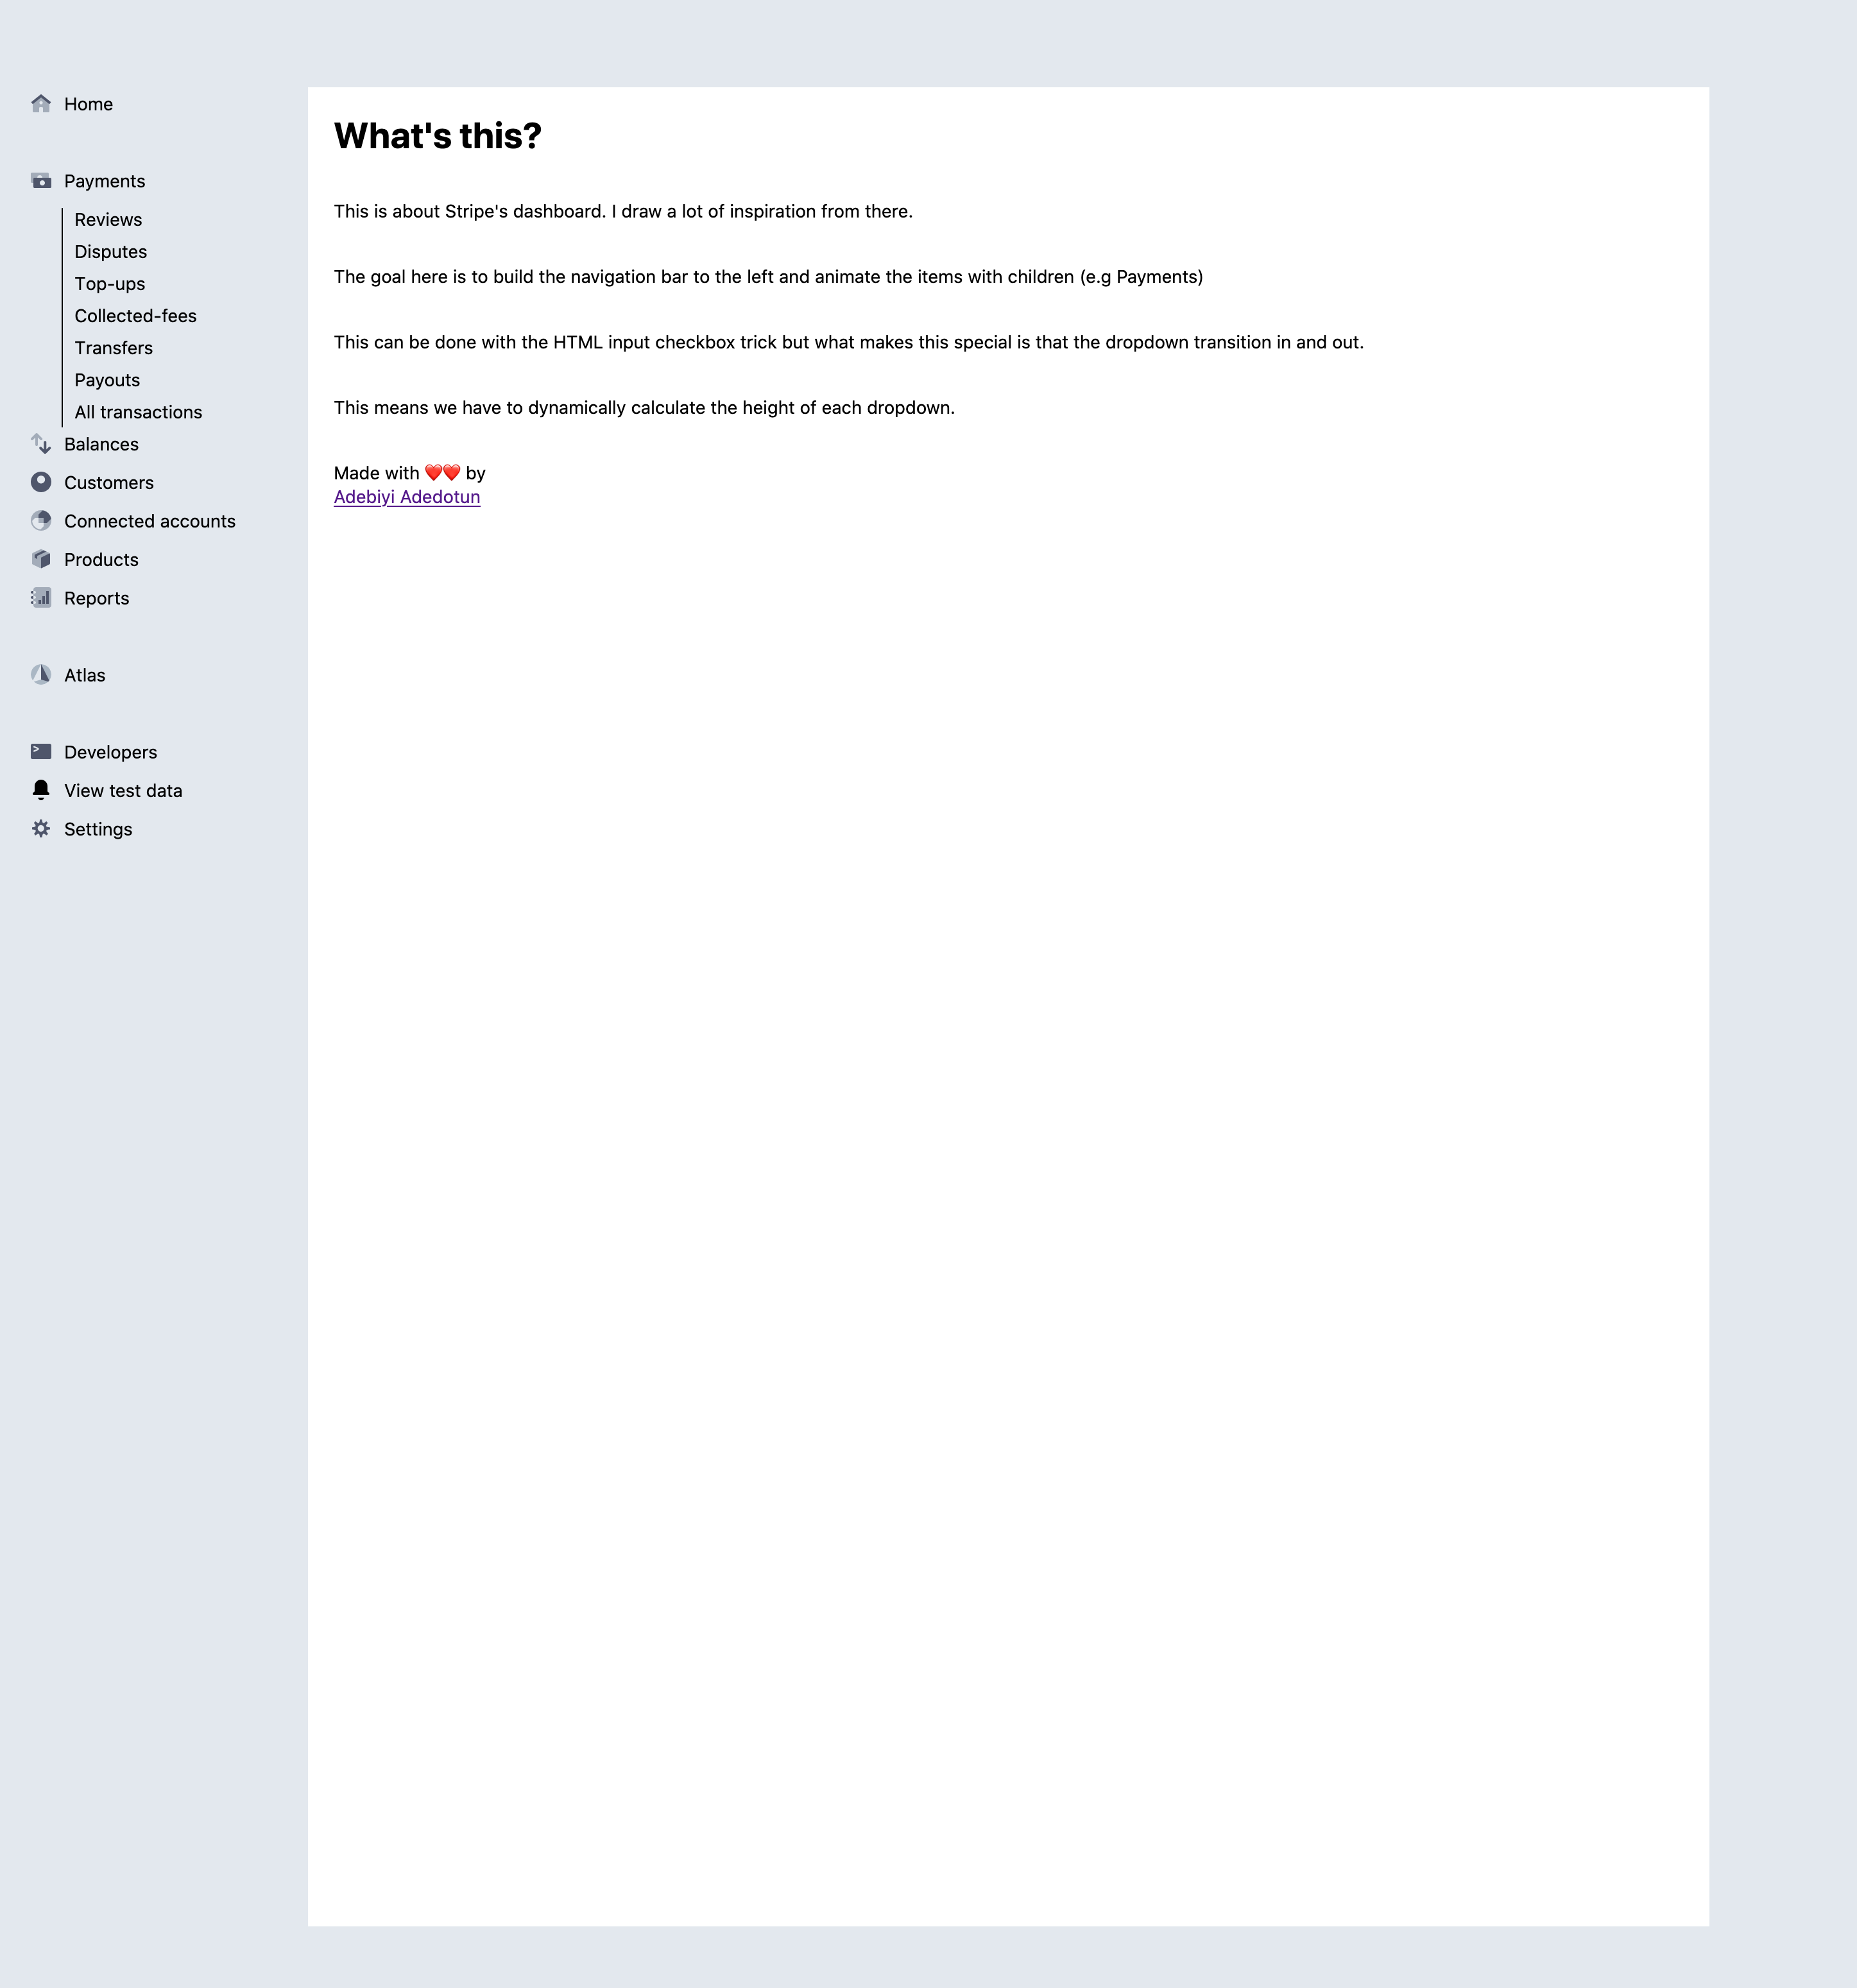 Home
Payments
Reviews
Disputes
Top-ups
Collected-fees
Transfers
Payouts
All transactions
Balances
Customers
Connected accounts
Products
Reports
Atlas
Developers
View test data
Settings
What's this?
This is about Stripe's dashboard. I draw a lot of inspiration from there.
The goal here is to build the navigation bar to the left and animate the items with children (e.g Payments)
This can be done with the HTML input checkbox trick but what makes this special is that the dropdown transition in and out.
This means we have to dynamically calculate the height of each dropdown.
Made with ❤️❤️ by
Adebiyi Adedotun